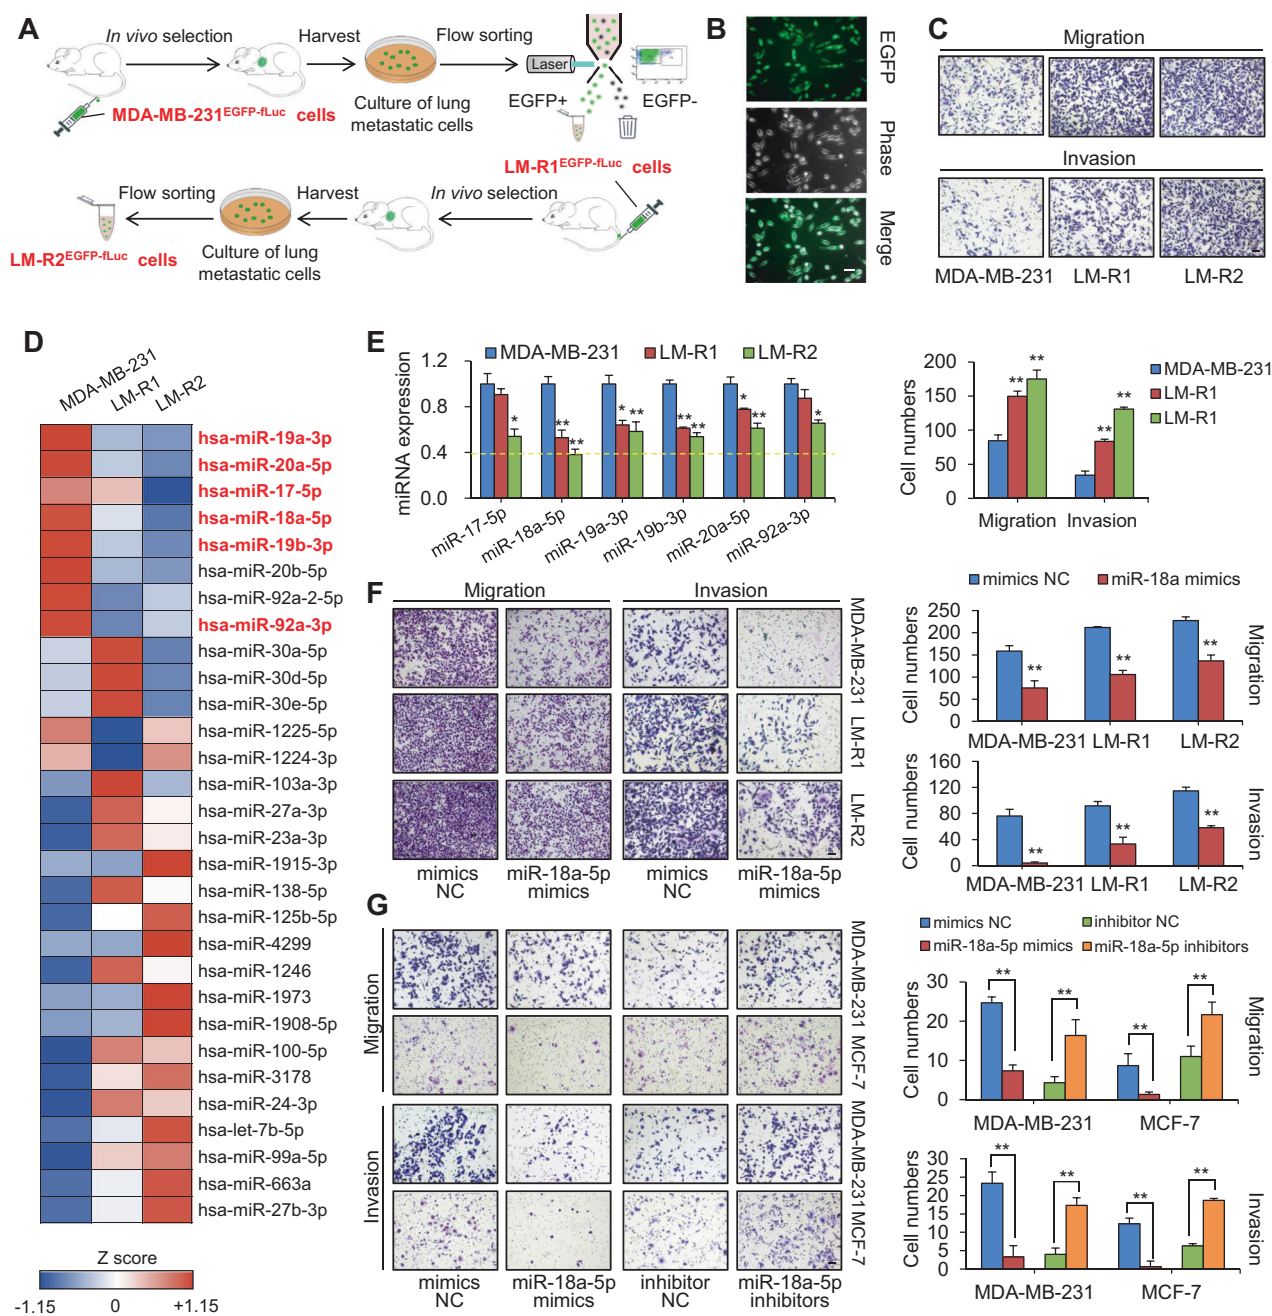 A
In vivo selection
Harvest
Flow sorting
Laser
MDA-MB-231EGFP-fLuc cells
Culture of lung
metastatic cells
EGFP+
EGFP-
LM-R1EGFP-fLuc
cells
Flow sorting
Harvest
In vivo selection
LM-R2EGFP-fLuc cells
Culture of lung
metastatic cells
B
EGFP
Phase
Merge
C
Migration
Invasion
MDA-MB-231
LM-R1
LM-R2
D
MDA-MB-231
LM-R1
LM-R2
hsa-miR-19a-3p
hsa-miR-20a-5p
hsa-miR-17-5p
hsa-miR-18a-5p
hsa-miR-19b-3p
hsa-miR-20b-5p
hsa-miR-92a-2-5p
hsa-miR-92a-3p
hsa-miR-30a-5p
hsa-miR-30d-5p
hsa-miR-30e-5p
hsa-miR-1225-5p
hsa-miR-1224-3p
hsa-miR-103a-3p
hsa-miR-27a-3p
hsa-miR-23a-3p
hsa-miR-1915-3p
hsa-miR-138-5p
hsa-miR-125b-5p
hsa-miR-4299
hsa-miR-1246
hsa-miR-1973
hsa-miR-1908-5p
hsa-miR-100-5p
hsa-miR-3178
hsa-miR-24-3p
hsa-let-7b-5p
hsa-miR-99a-5p
hsa-miR-663a
hsa-miR-27b-3p
Z score
-1.15 0 +1.15
E
MDA-MB-231 LM-R1 LM-R2
miRNA expression
1.2
0.8
0.4
0.0
* ** ** * ** ** ** * ** *
miR-17-5p
miR-18a-5p
miR-19a-3p
miR-19b-3p
miR-20a-5p
miR-92a-3p
Cell numbers
200
150
100
50
0
** ** ** **
Migration Invasion
MDA-MB-231
LM-R1
LM-R1
F
Migration
Invasion
MDA-MB-231
LM-R1
LM-R2
mimics
NC
miR-18a-5p
mimics
mimics
NC
miR-18a-5p
mimics
mimics NC miR-18a mimics
Cell numbers
250
200
150
100
50
0
** ** **
Migration
MDA-MB-231 LM-R1 LM-R2
Cell numbers
160
120
80
40
0
** ** **
Invasion
MDA-MB-231 LM-R1 LM-R2
G
Migration
Invasion
MDA-MB-231
MCF-7
MDA-MB-231
MCF-7
mimics
NC
miR-18a-5p
mimics
inhibitor
NC
miR-18a-5p
inhibitors
mimics NC inhibitor NC
miR-18a-5p mimics miR-18a-5p inhibitors
Cell numbers
30
20
10
0
** ** ** **
Migration
MDA-MB-231 MCF-7
Cell numbers
30
25
20
15
10
5
0
** ** ** **
Invasion
MDA-MB-231 MCF-7